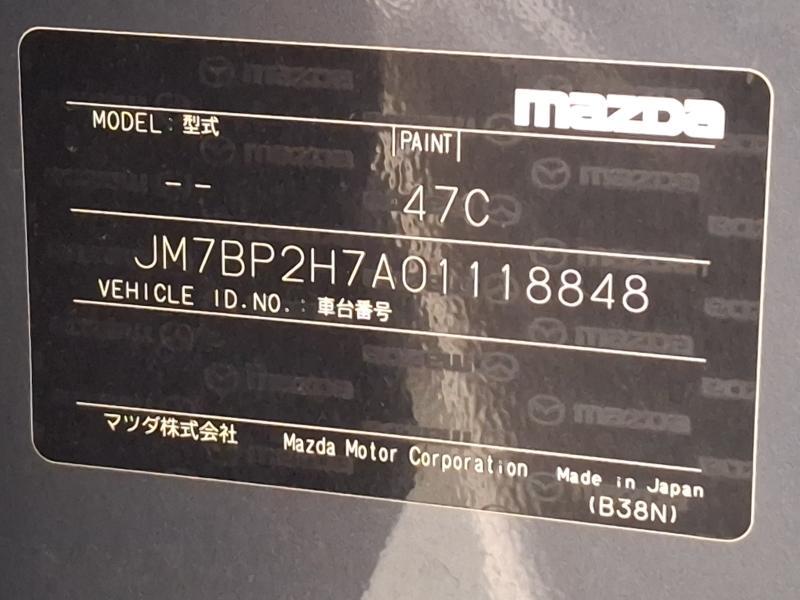 mazda
MODEL : 型式
PAINT
-- 47C
JM7BP2H7A01118848
VEHICLE ID.NO. : 車台番号
マツダ株式会社 Mazda Motor Corporation Made in Japan
(B38N)